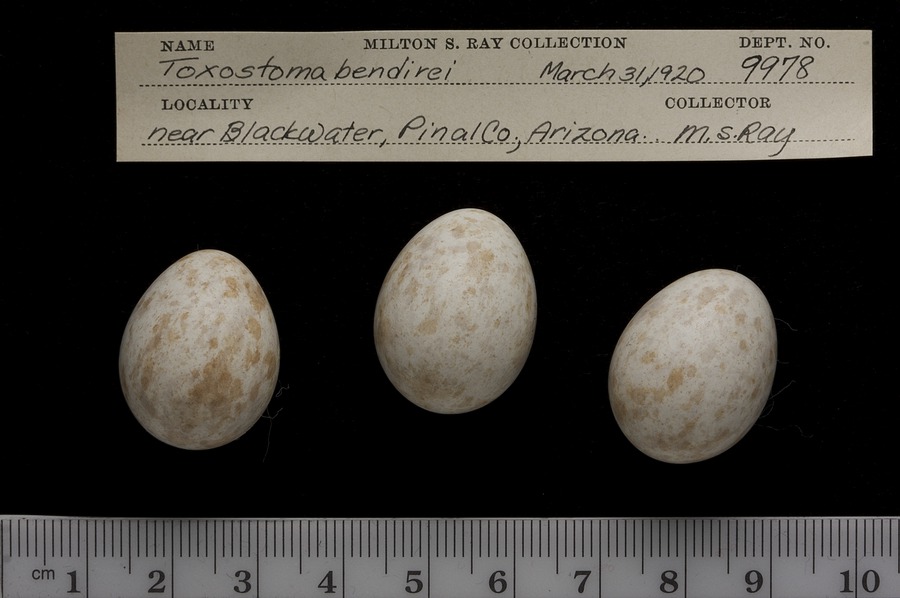 NAME MILTON S. RAY COLLECTION DEPT. NO.
Toxostoma bendirei March 31, 1920 9978
LOCALITY COLLECTOR
near Blackwater, Pinal Co., Arizona. M.S.Ray
cm 1 2 3 4 5 6 7 8 9 10